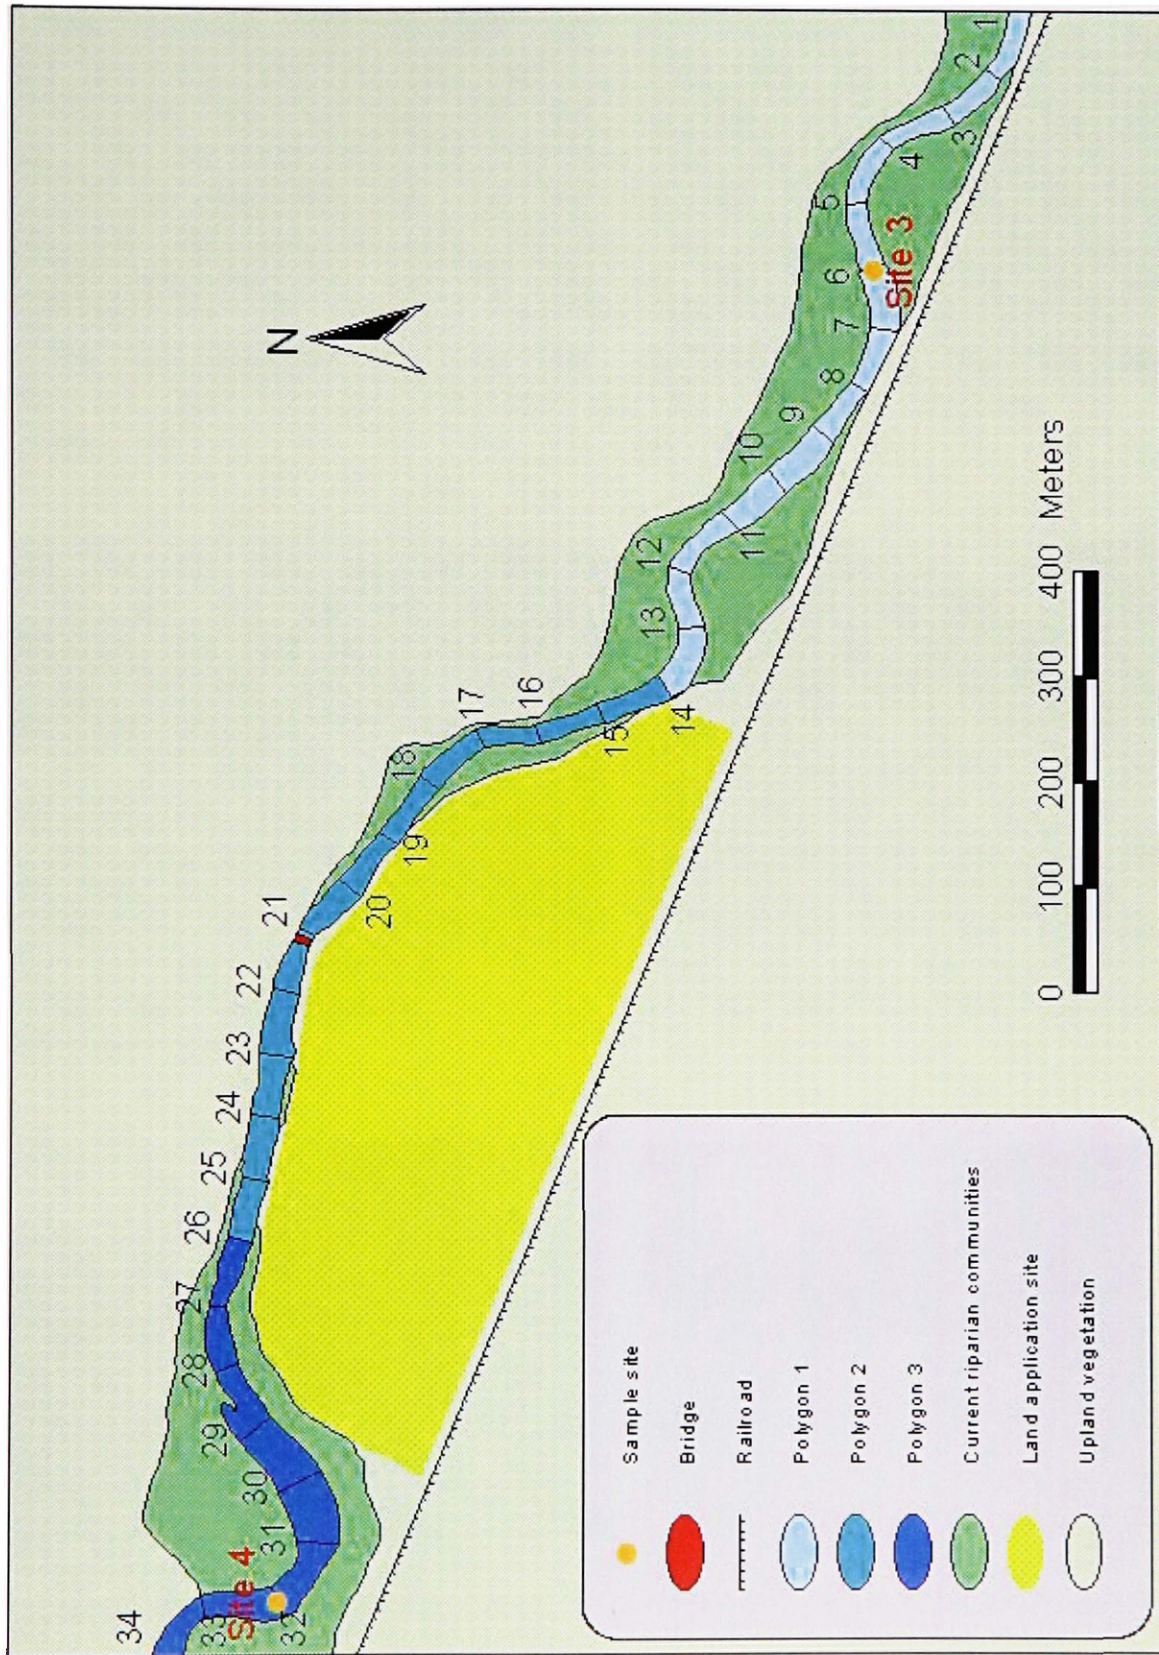 34
33
Site 4
32
31
30
29
28
27
26
25
24
23
22
21
20
19
18
17
16
15
14
13
12
11
10
9
8
7
6
Site 3
5
4
3
2
1
N
0 100 200 300 400 Meters
Sample site
Bridge
Railroad
Polygon 1
Polygon 2
Polygon 3
Current riparian communities
Land application site
Upland vegetation